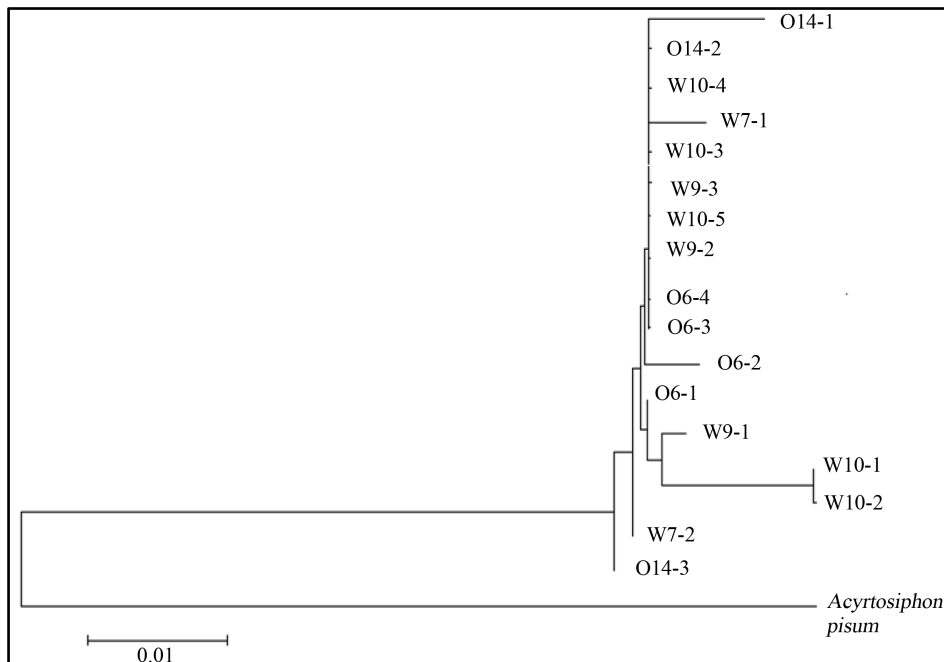 O14-1
O14-2
W10-4
W7-1
W10-3
W9-3
W10-5
W9-2
O6-4
O6-3
O6-2
O6-1
W9-1
W10-1
W10-2
W7-2
O14-3
Acyrtosiphon
pisum
0.01